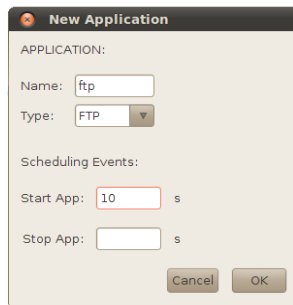 New Application
APPLICATION:
Name: ftp
Type: FTP
Scheduling Events:
Start App: 10 s
Stop App: s
Cancel OK